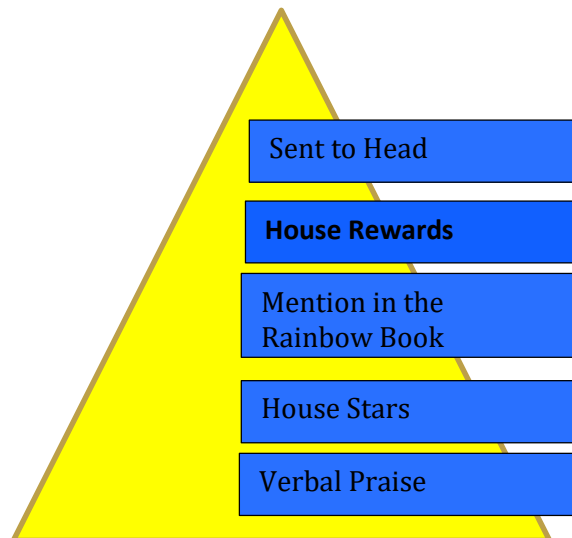 Sent to Head
House Rewards
Mention in the
Rainbow Book
House Stars
Verbal Praise